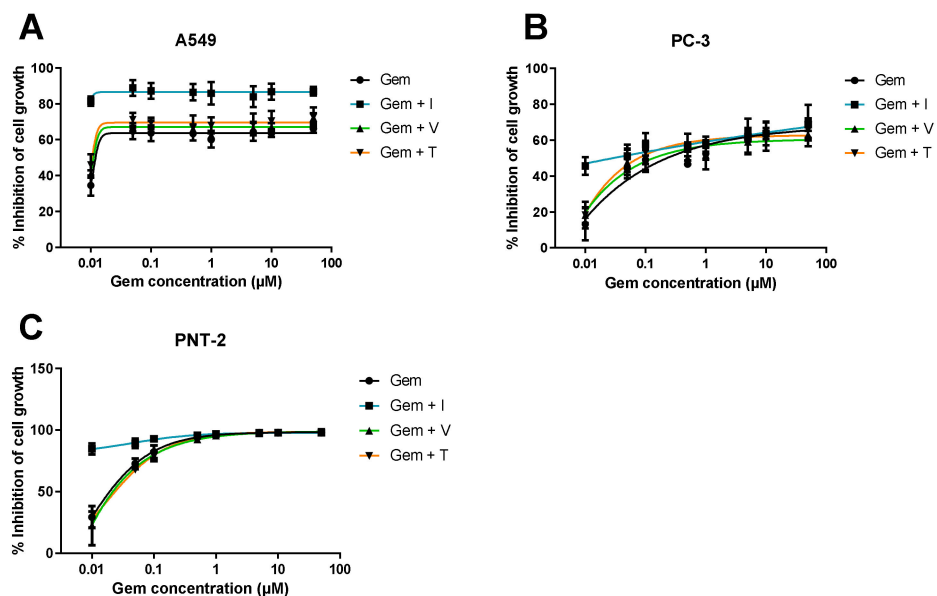 A
A549
% Inhibition of cell growth
100
80
60
40
20
0
0.01 0.1 1 10 100
Gem concentration (µM)
Gem
Gem + I
Gem + V
Gem + T
B
PC-3
% Inhibition of cell growth
100
80
60
40
20
0
0.01 0.1 1 10 100
Gem concentration (µM)
Gem
Gem + I
Gem + V
Gem + T
C
PNT-2
% Inhibition of cell growth
150
100
50
0
0.01 0.1 1 10 100
Gem concentration (µM)
Gem
Gem + I
Gem + V
Gem + T